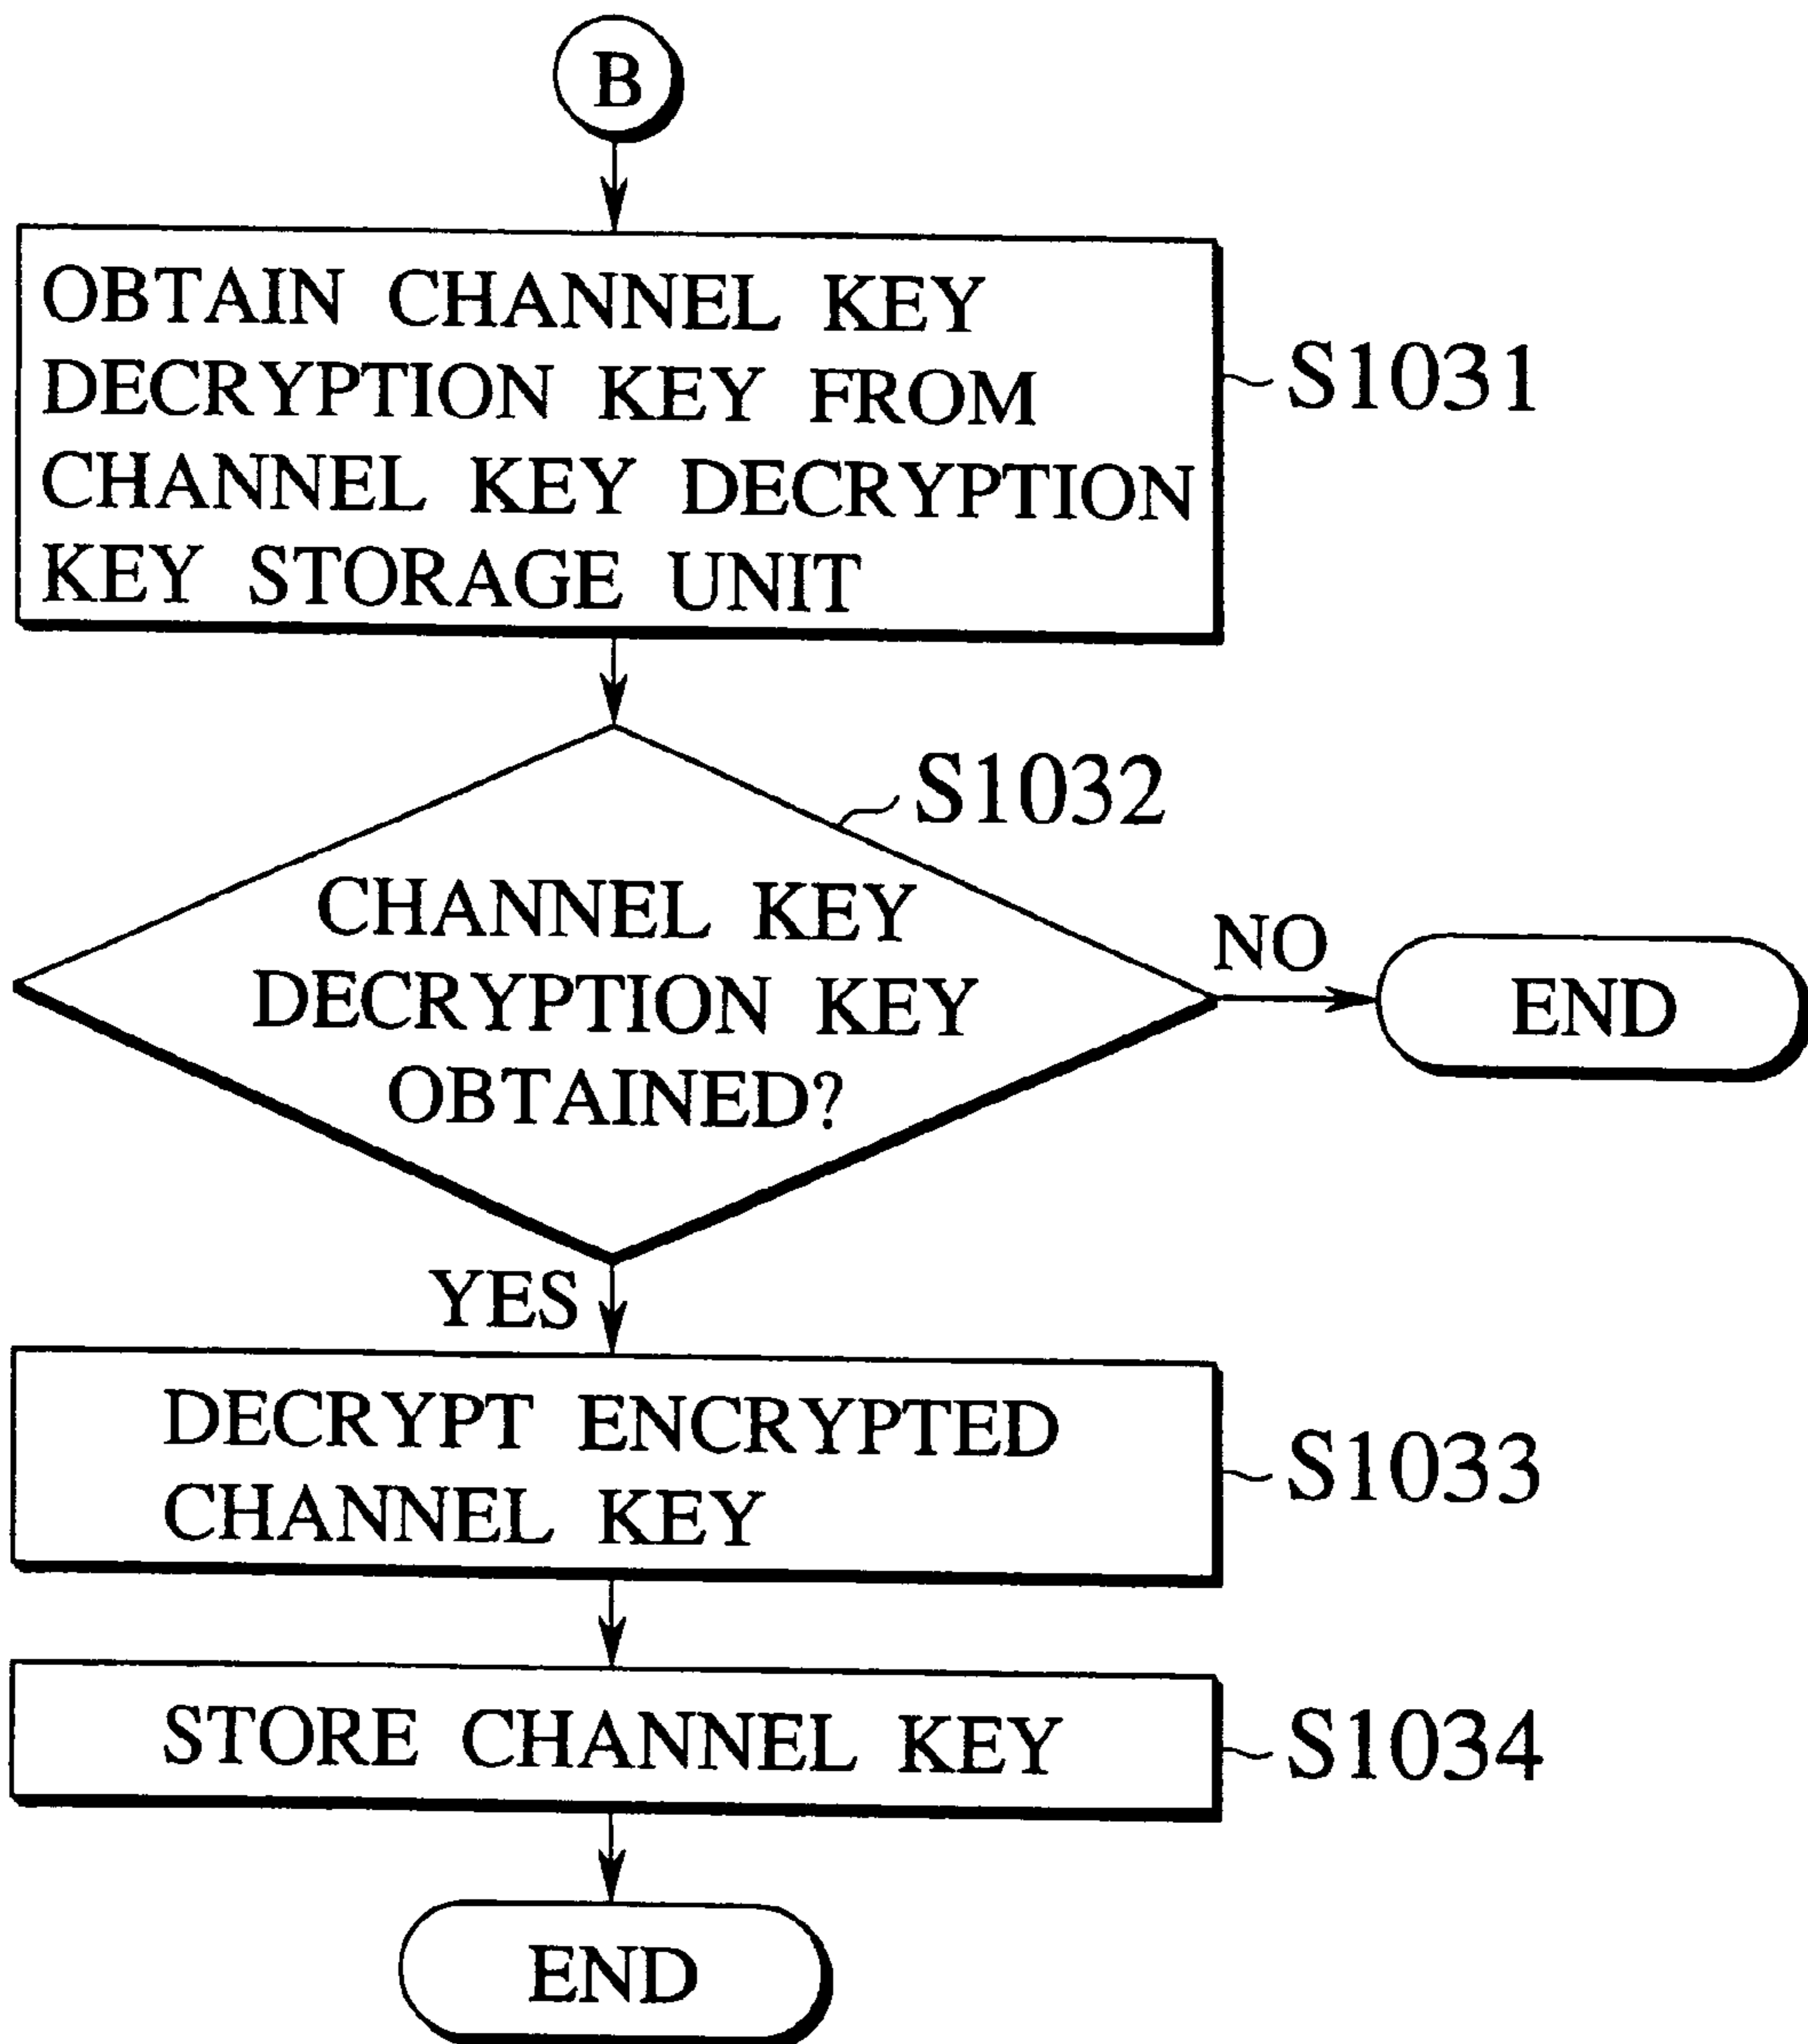 B
OBTAIN CHANNEL KEY
DECRYPTION KEY FROM
CHANNEL KEY DECRYPTION
KEY STORAGE UNIT
S1031
S1032
CHANNEL KEY
DECRYPTION KEY
OBTAINED?
NO
END
YES
DECRYPT ENCRYPTED
CHANNEL KEY
S1033
STORE CHANNEL KEY
S1034
END